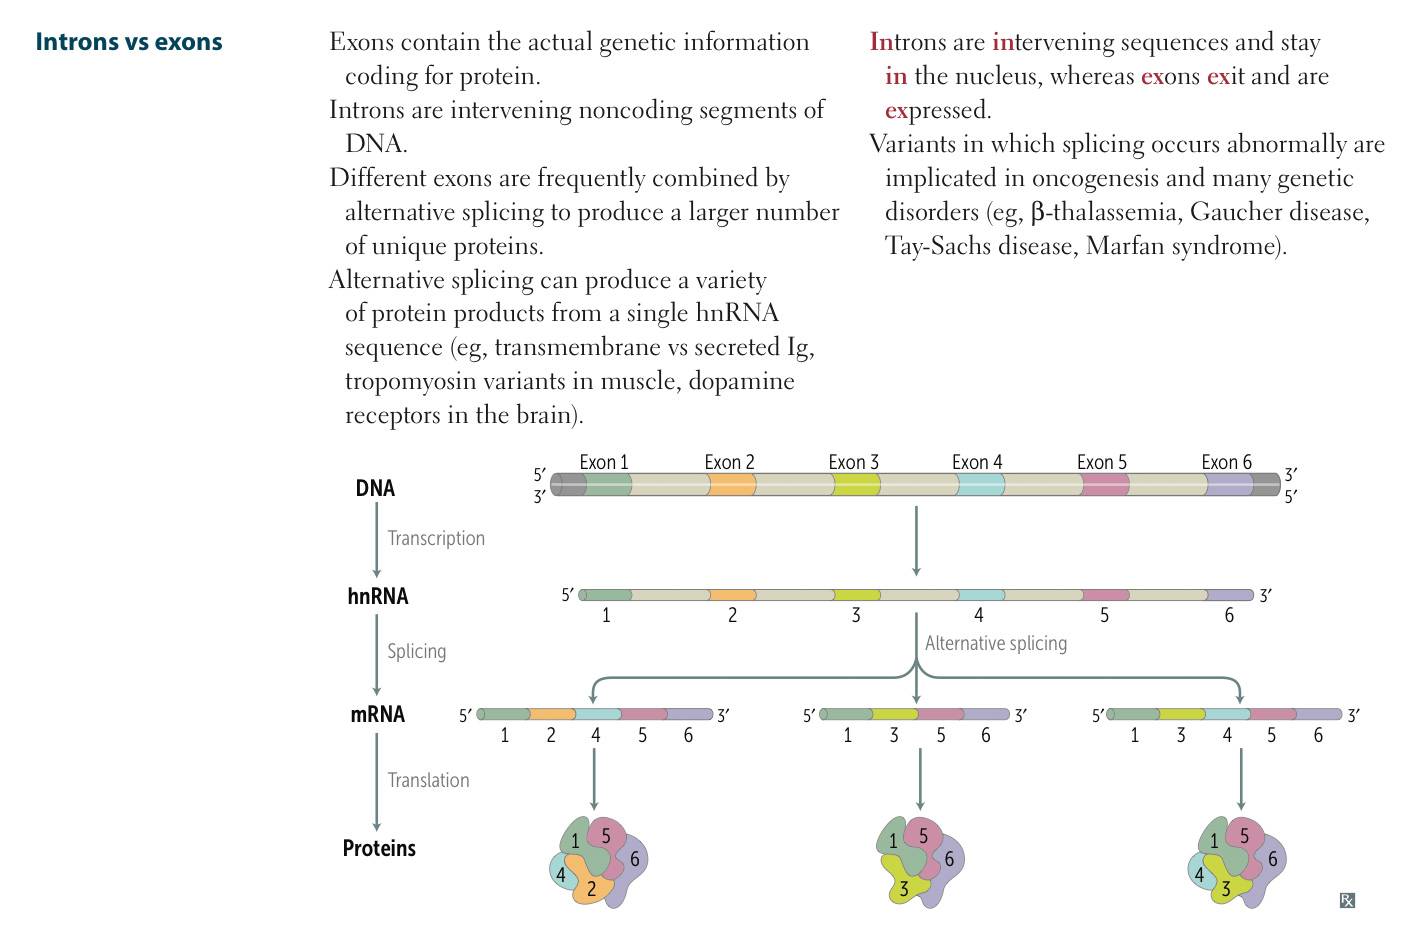 Introns vs exons
Exons contain the actual genetic information
coding for protein.
Introns are intervening noncoding segments of
DNA.
Different exons are frequently combined by
alternative splicing to produce a larger number
of unique proteins.
Alternative splicing can produce a variety
of protein products from a single hnRNA
sequence (eg, transmembrane vs secreted Ig,
tropomyosin variants in muscle, dopamine
receptors in the brain).
Introns are intervening sequences and stay
in the nucleus, whereas exons exit and are
expressed.
Variants in which splicing occurs abnormally are
implicated in oncogenesis and many genetic
disorders (eg, β-thalassemia, Gaucher disease,
Tay-Sachs disease, Marfan syndrome).
Exon 1 Exon 2 Exon 3 Exon 4 Exon 5 Exon 6
5′ 3′
DNA
3′ 5′
Transcription
hnRNA 5′ 3′
1 2 3 4 5 6
Splicing Alternative splicing
mRNA 5′ 3′ 5′ 3′ 5′ 3′
1 2 4 5 6 1 3 5 6 1 3 4 5 6
Translation
Proteins
1 5 6 4 2
1 5 6 3
1 5 6 4 3
Rx